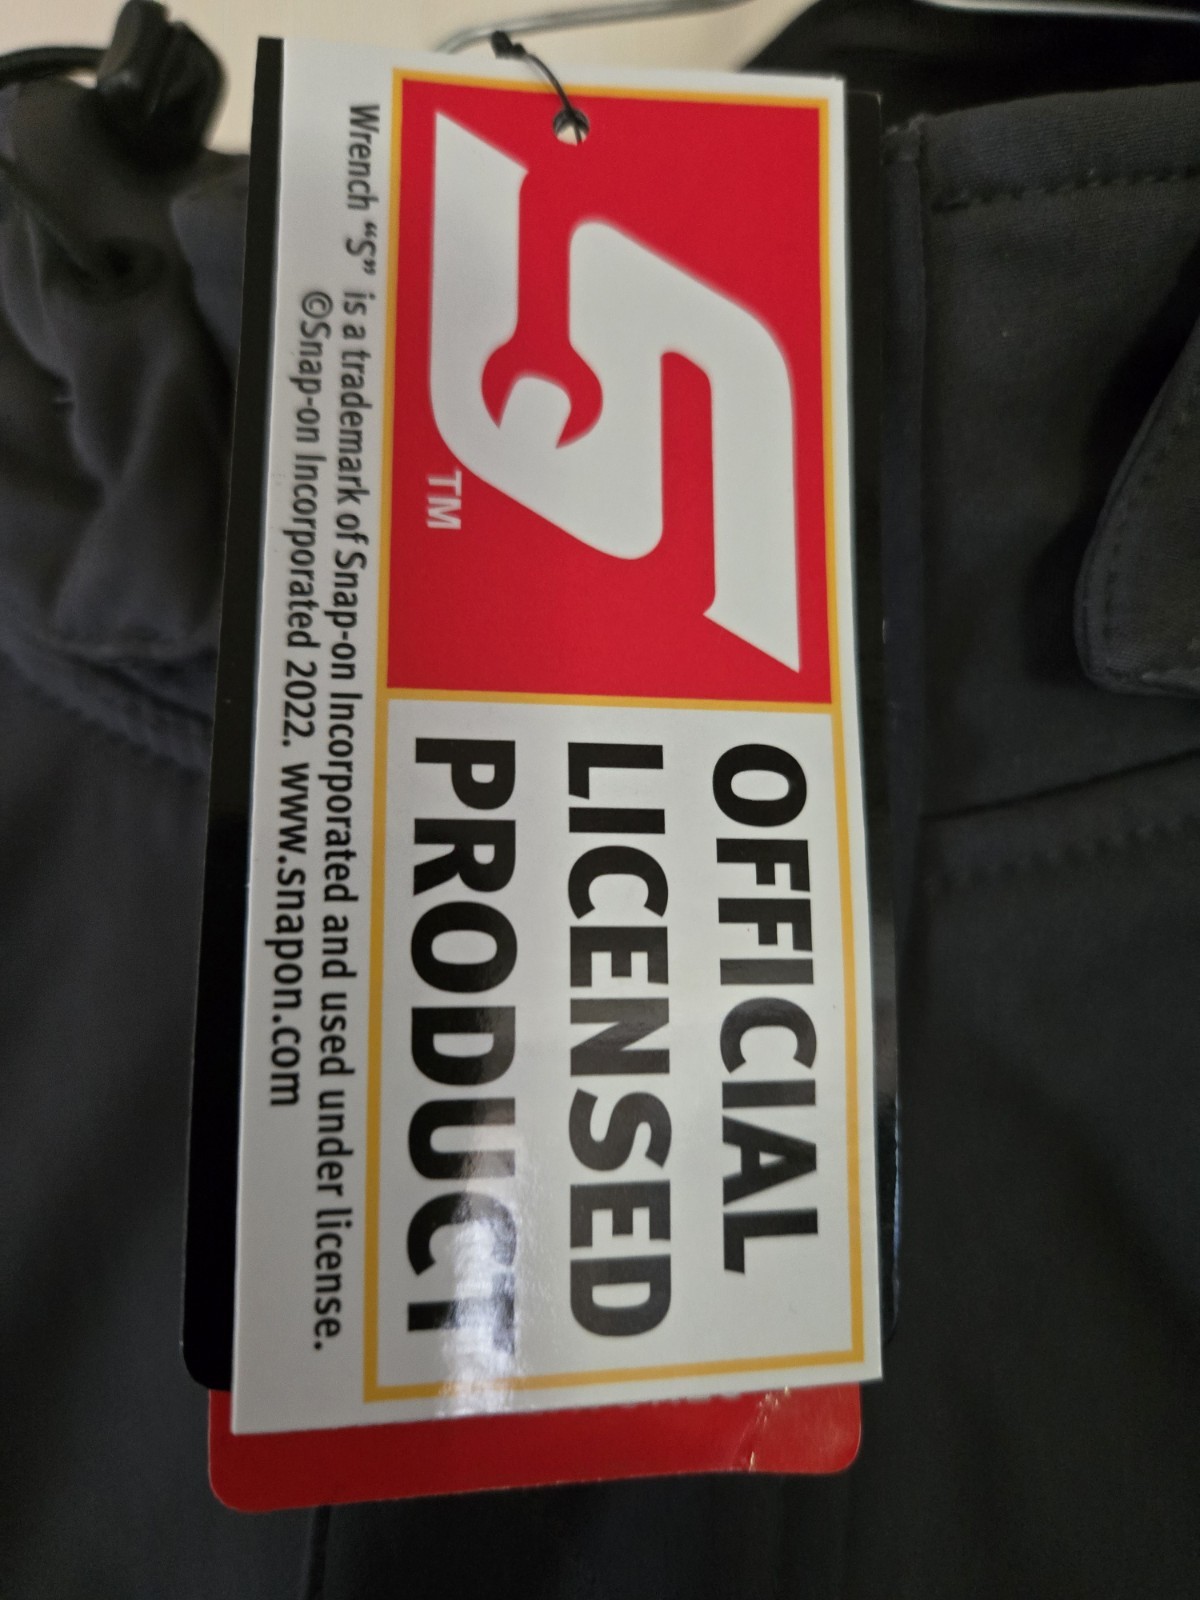 S
TM
OFFICIAL
LICENSED
PRODUCT
Wrench “S” is a trademark of Snap-on Incorporated and used under license.
©Snap-on Incorporated 2022. www.snapon.com